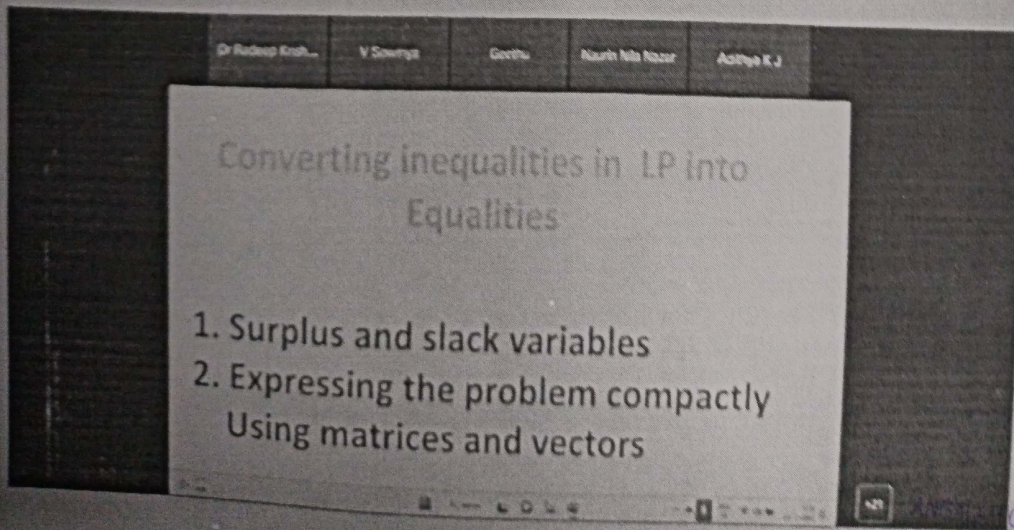 V Sowmya
Geethu
Converting inequalities in LP into
Equalities
1. Surplus and slack variables
2. Expressing the problem compactly
Using matrices and vectors